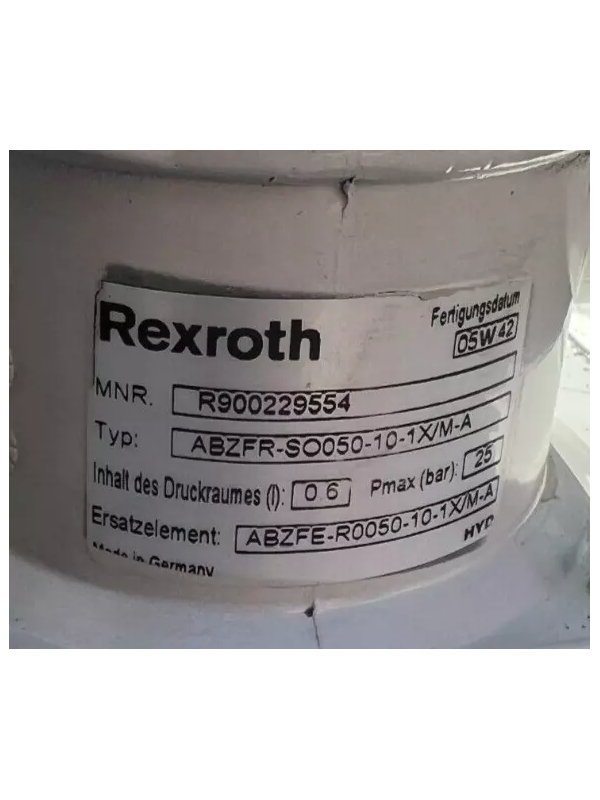 Rexroth
Fertigungsdatum
05W42
MNR. R900229554
Typ: ABZFR-SO050-10-1X/M-A
Inhalt des Druckraumes (l): 0.6 Pmax (bar): 25
Ersatzelement: ABZFE-R0050-10-1X/M-A
Made in Germany